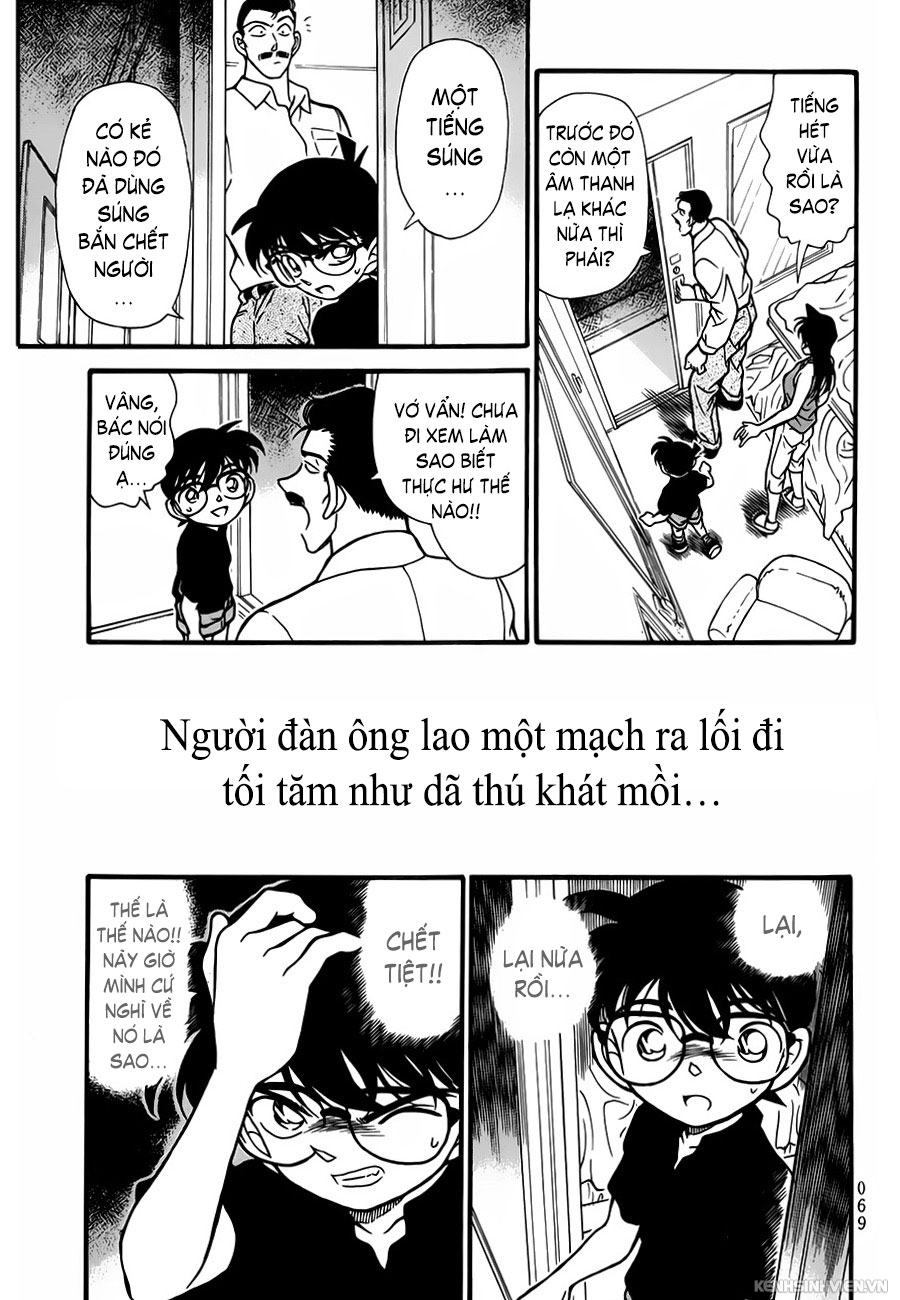 TIẾNG
HÉT
VỪA
RỒI LÀ
SAO?
TRƯỚC ĐÓ
CÒN MỘT
ÂM THANH
LẠ KHÁC
NỮA THÌ
PHẢI?
MỘT
TIẾNG
SÚNG
...
CÓ KẺ
NÀO ĐÓ
ĐÃ DÙNG
SÚNG
BẮN CHẾT
NGƯỜI
...
VỚ VẨN! CHƯA
ĐI XEM LÀM
SAO BIẾT
THỰC HƯ THẾ
NÀO!!
VÂNG,
BÁC NÓI
ĐÚNG
Ạ...
Người đàn ông lao một mạch ra lối đi
tối tăm như dã thú khát mồi...
LẠI,
LẠI NỮA
RỒI...
CHẾT
TIỆT!!
THẾ LÀ
THẾ NÀO!!
NẢY GIỜ
MÌNH CỨ
NGHĨ VỀ
NÓ LÀ
SAO...
069
KENHSINHVIEN.VN